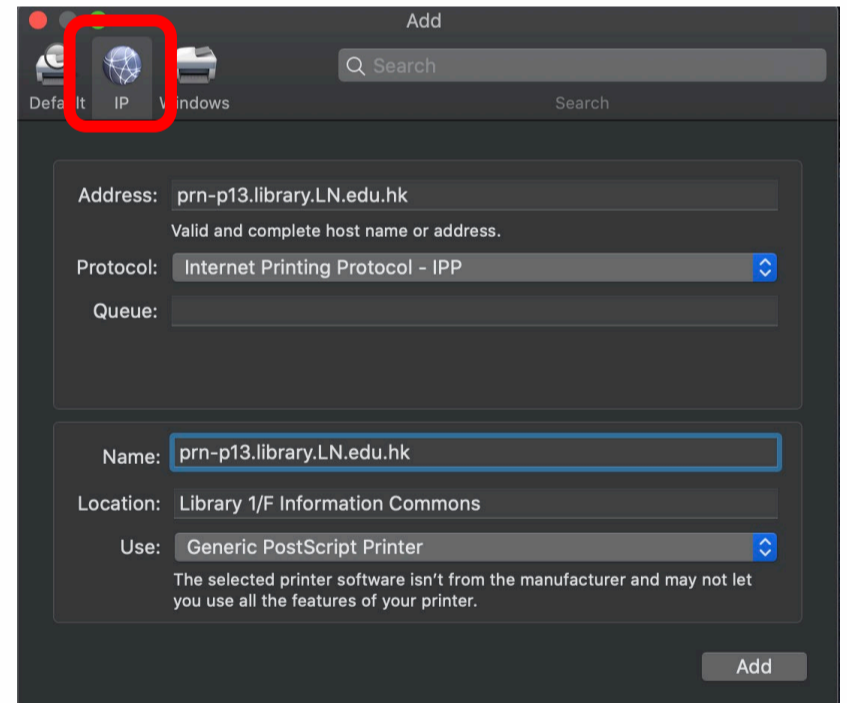 Add
Search
Default IP Windows Search
Address: prn-p13.library.LN.edu.hk
Valid and complete host name or address.
Protocol: Internet Printing Protocol - IPP
Queue:
Name: prn-p13.library.LN.edu.hk
Location: Library 1/F Information Commons
Use: Generic PostScript Printer
The selected printer software isn't from the manufacturer and may not let
you use all the features of your printer.
Add